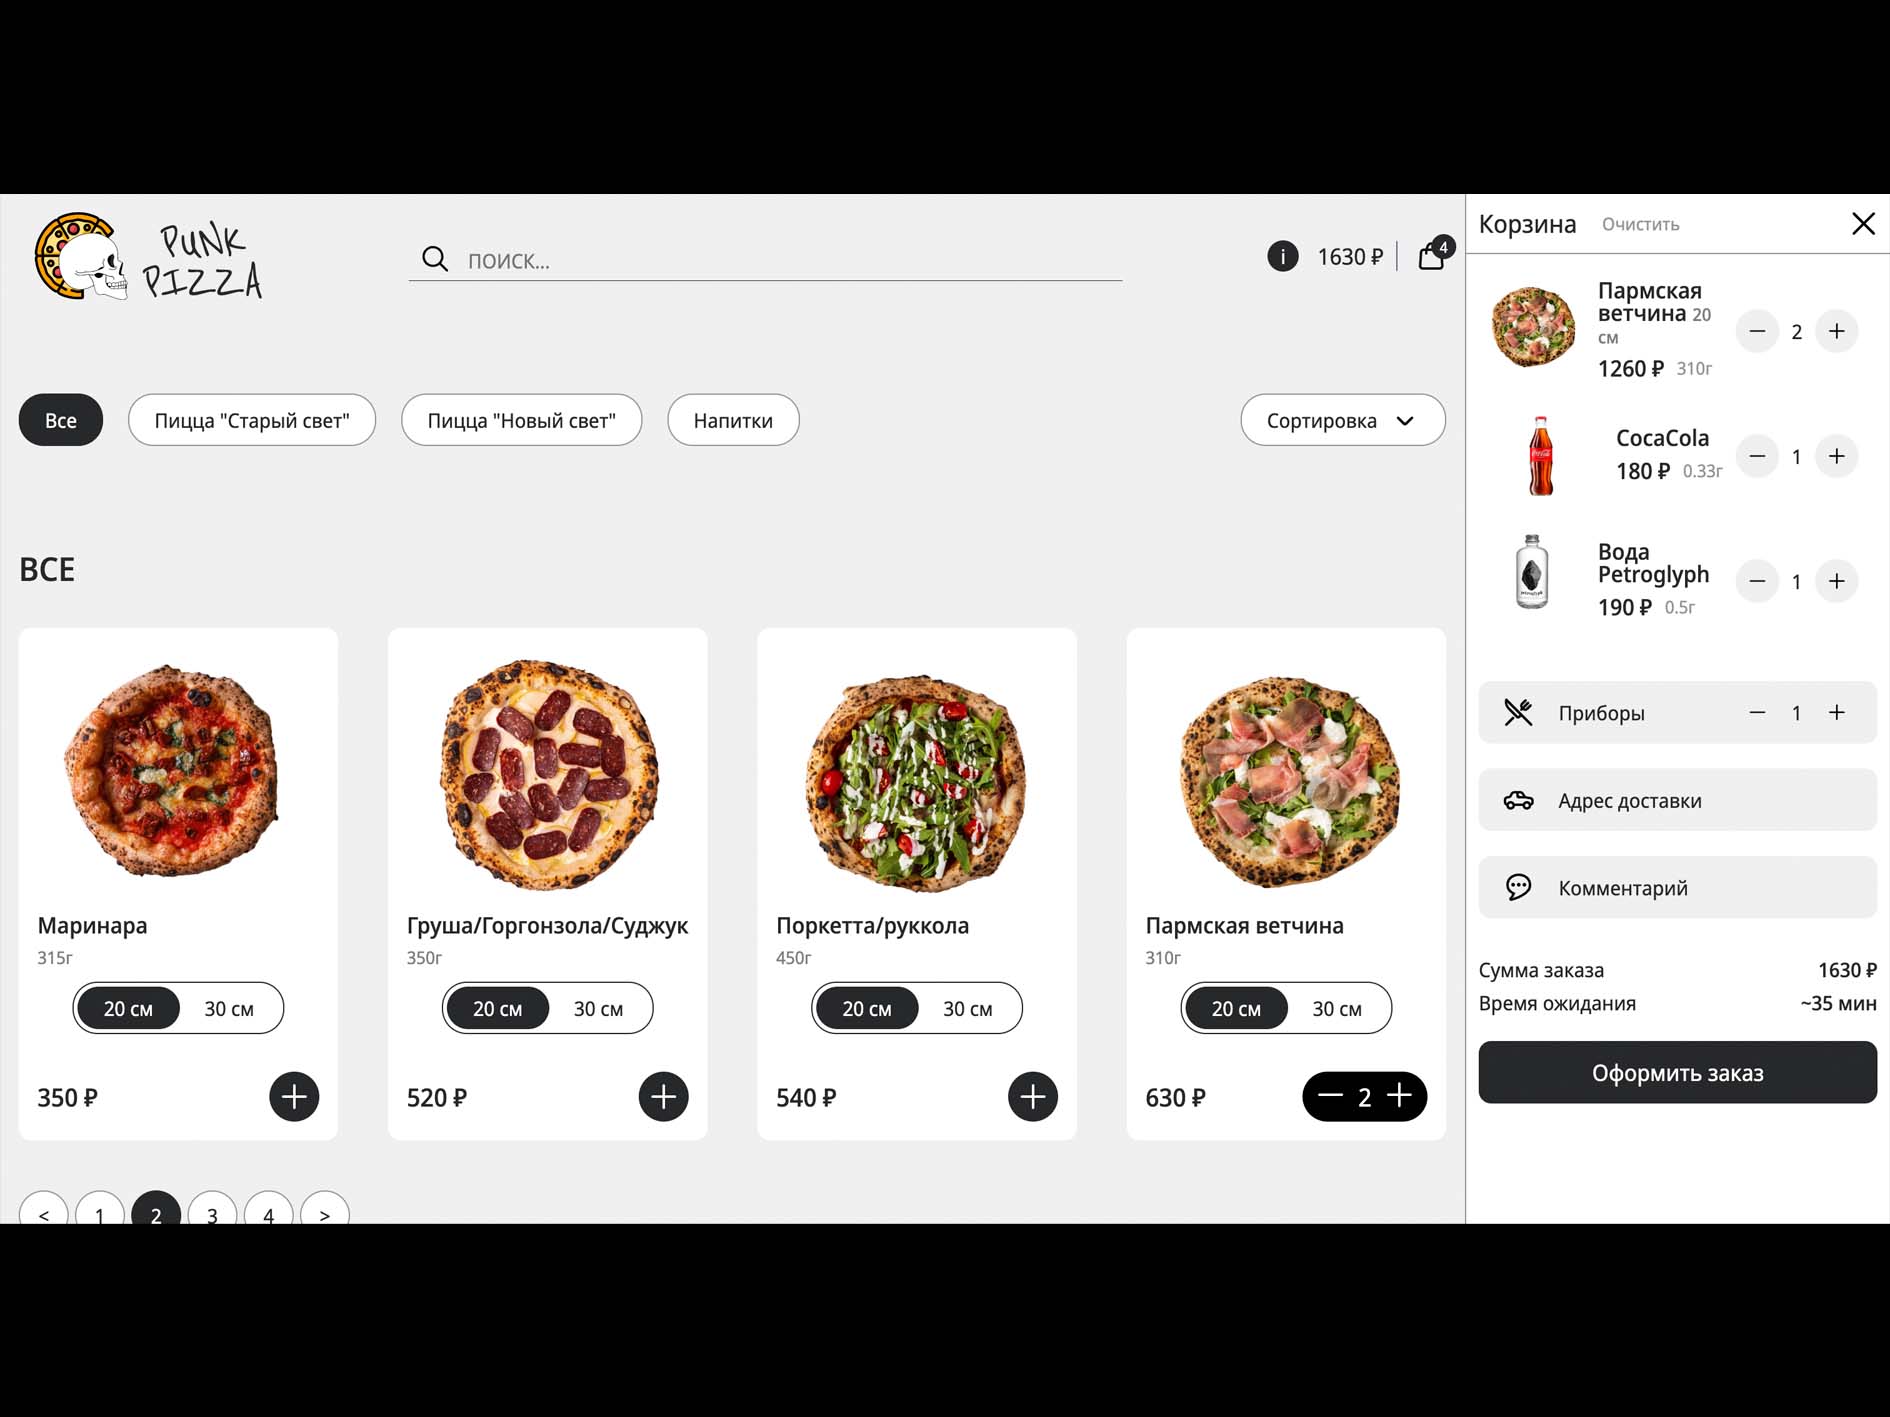 PUNK
PIZZA
ПОИСК...
i
1630 ₽
4
Все
Пицца "Старый свет"
Пицца "Новый свет"
Напитки
Сортировка
ВСЕ
Маринара
315г
20 см 30 см
350 ₽
Груша/Горгонзола/Суджук
350г
20 см 30 см
520 ₽
Поркетта/руккола
450г
20 см 30 см
540 ₽
Пармская ветчина
310г
20 см 30 см
630 ₽
— 2 +
< 1 2 3 4 >
Корзина Очистить
Пармская
ветчина 20
см
1260 ₽ 310г
— 2 +
CocaCola
180 ₽ 0.33г
— 1 +
Вода
Petroglyph
190 ₽ 0.5г
— 1 +
Приборы — 1 +
Адрес доставки
Комментарий
Сумма заказа 1630 ₽
Время ожидания ~35 мин
Оформить заказ